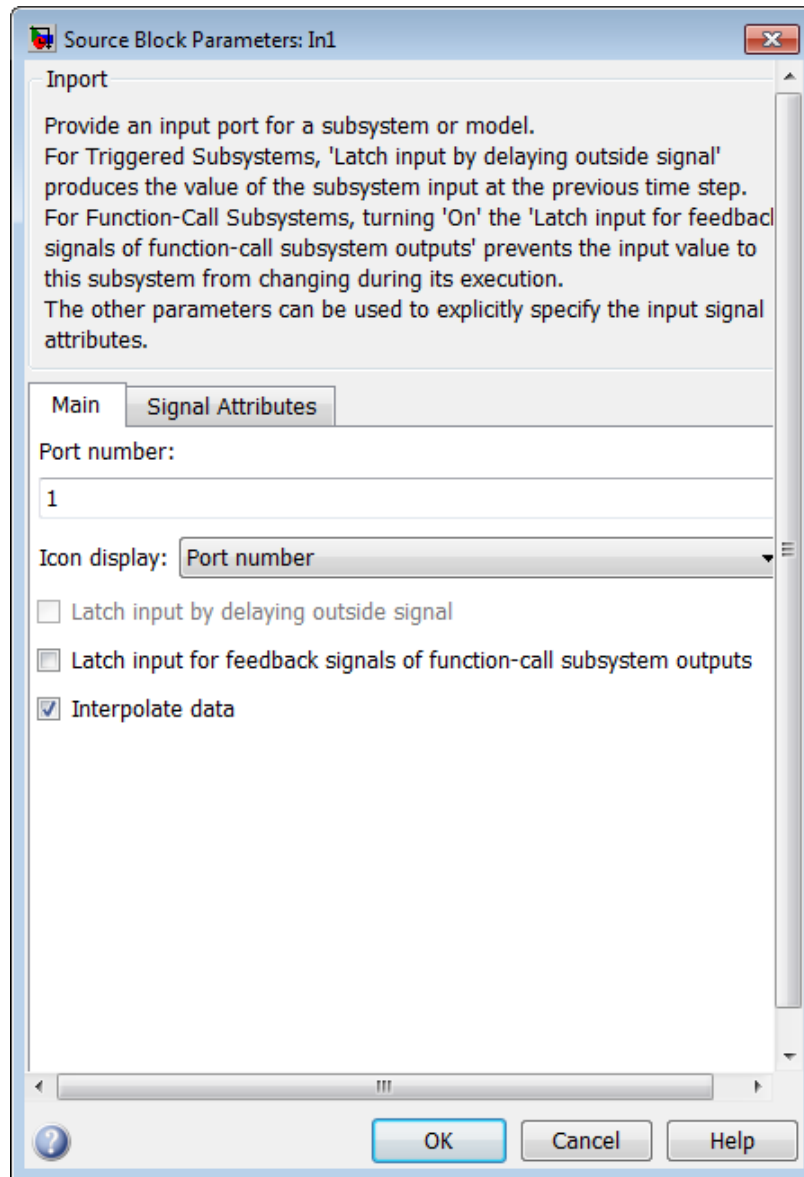 Source Block Parameters: In1
Inport
Provide an input port for a subsystem or model.
For Triggered Subsystems, 'Latch input by delaying outside signal'
produces the value of the subsystem input at the previous time step.
For Function-Call Subsystems, turning 'On' the 'Latch input for feedback
signals of function-call subsystem outputs' prevents the input value to
this subsystem from changing during its execution.
The other parameters can be used to explicitly specify the input signal
attributes.
Main
Signal Attributes
Port number:
1
Icon display: Port number
Latch input by delaying outside signal
Latch input for feedback signals of function-call subsystem outputs
Interpolate data
OK
Cancel
Help